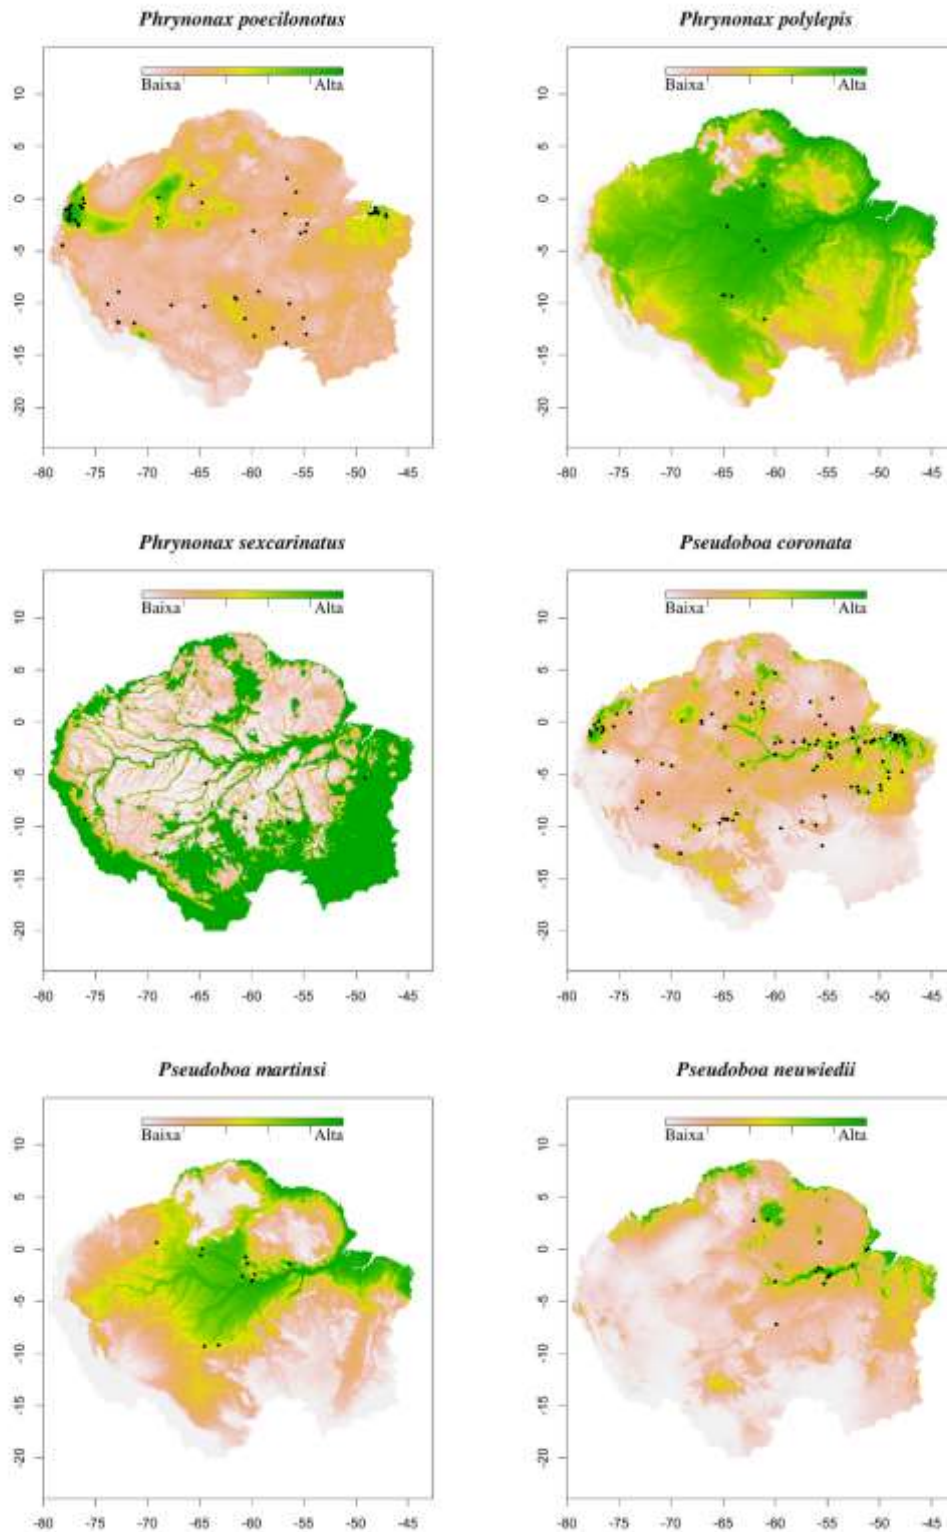 Phrynonax poecilonotus
Phrynonax polylepis
Baixa Alta
Baixa Alta
10
5
0
-5
-10
-15
-20
10
5
0
-5
-10
-15
-20
-80 -75 -70 -65 -60 -55 -50 -45
-80 -75 -70 -65 -60 -55 -50 -45
Phrynonax sexcarinatus
Pseudoboa coronata
Baixa Alta
Baixa Alta
10
5
0
-5
-10
-15
-20
10
5
0
-5
-10
-15
-20
-80 -75 -70 -65 -60 -55 -50 -45
-80 -75 -70 -65 -60 -55 -50 -45
Pseudoboa martinsi
Pseudoboa neuwiedii
Baixa Alta
Baixa Alta
10
5
0
-5
-10
-15
-20
10
5
0
-5
-10
-15
-20
-80 -75 -70 -65 -60 -55 -50 -45
-80 -75 -70 -65 -60 -55 -50 -45